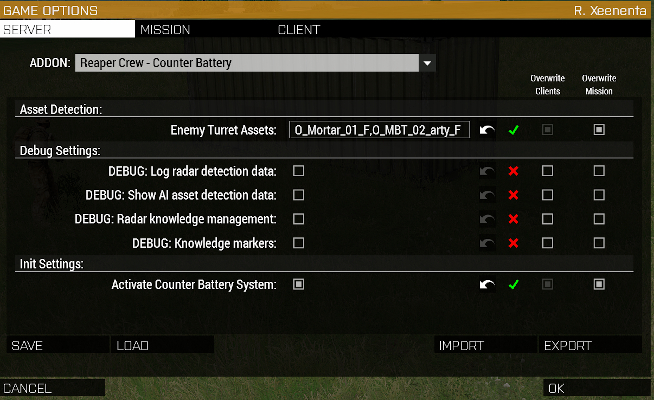 GAME OPTIONS R. Xeenenta
SERVER MISSION CLIENT
ADDON: Reaper Crew - Counter Battery
Overwrite Clients Overwrite Mission
Asset Detection:
Enemy Turret Assets: O_Mortar_01_F,O_MBT_02_arty_F
Debug Settings:
DEBUG: Log radar detection data:
DEBUG: Show AI asset detection data:
DEBUG: Radar knowledge management:
DEBUG: Knowledge markers:
Init Settings:
Activate Counter Battery System:
SAVE LOAD IMPORT EXPORT
CANCEL OK